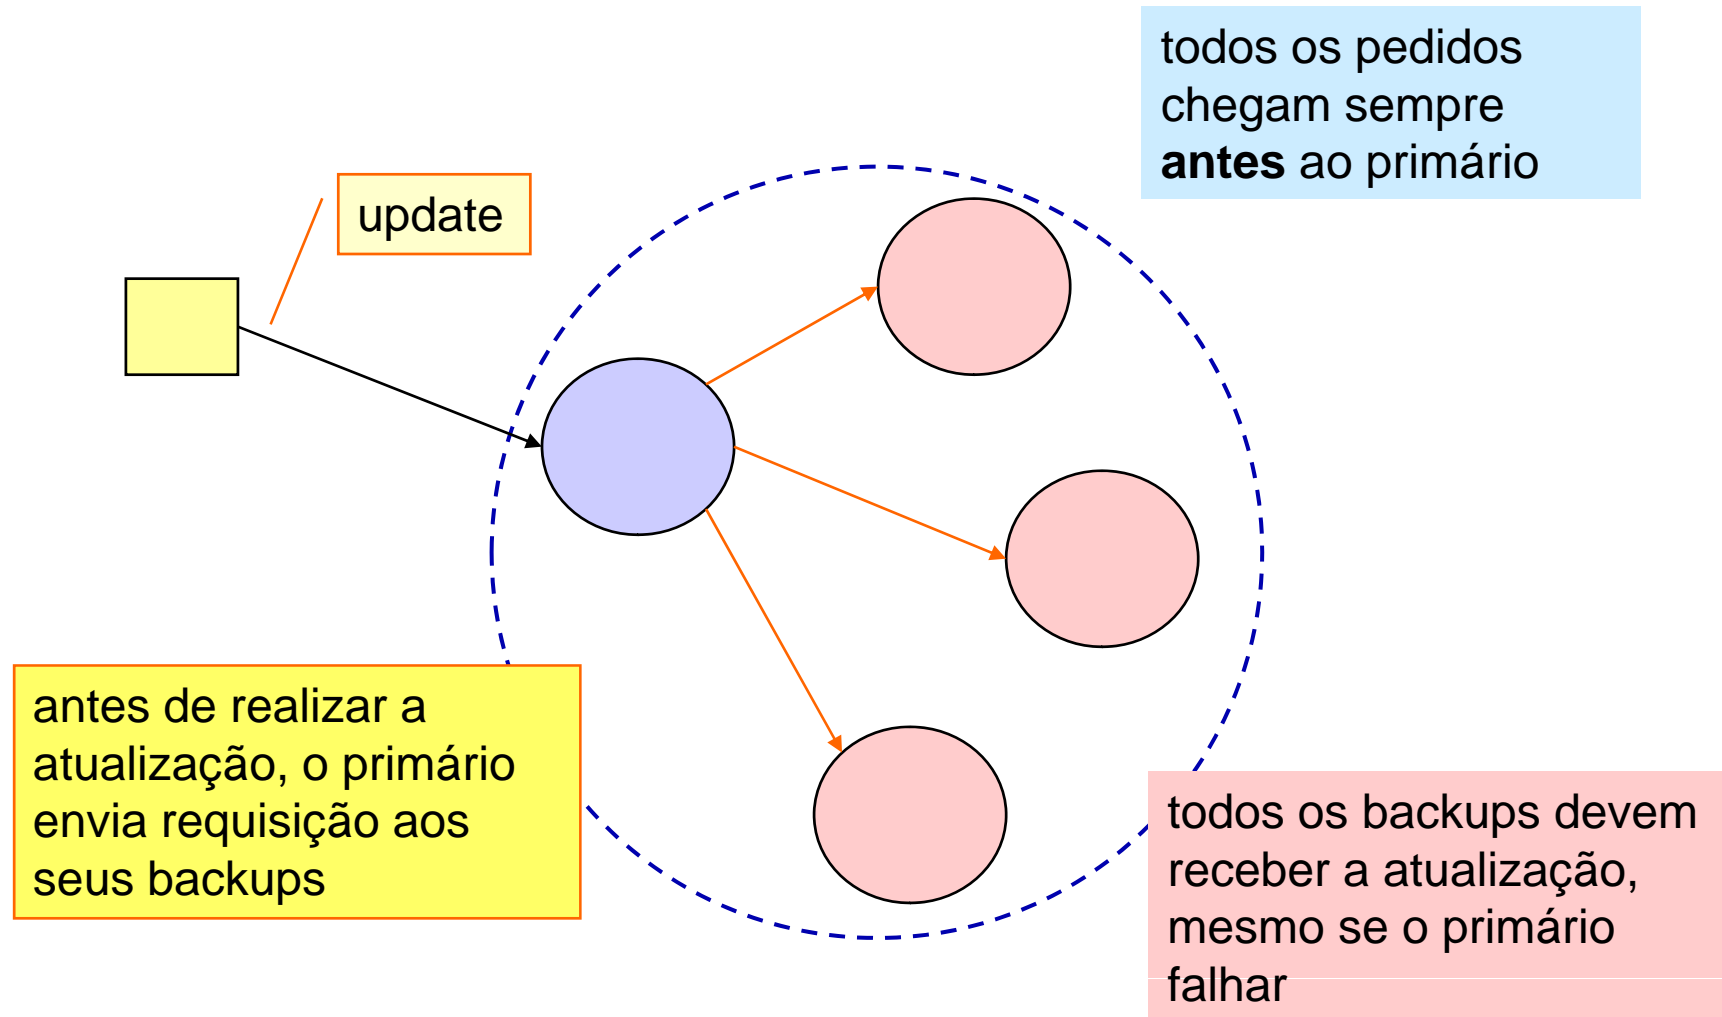 todos os pedidos
chegam sempre
antes ao primário
update
antes de realizar a
atualização, o primário
envia requisição aos
seus backups
todos os backups devem
receber a atualização,
mesmo se o primário
falhar